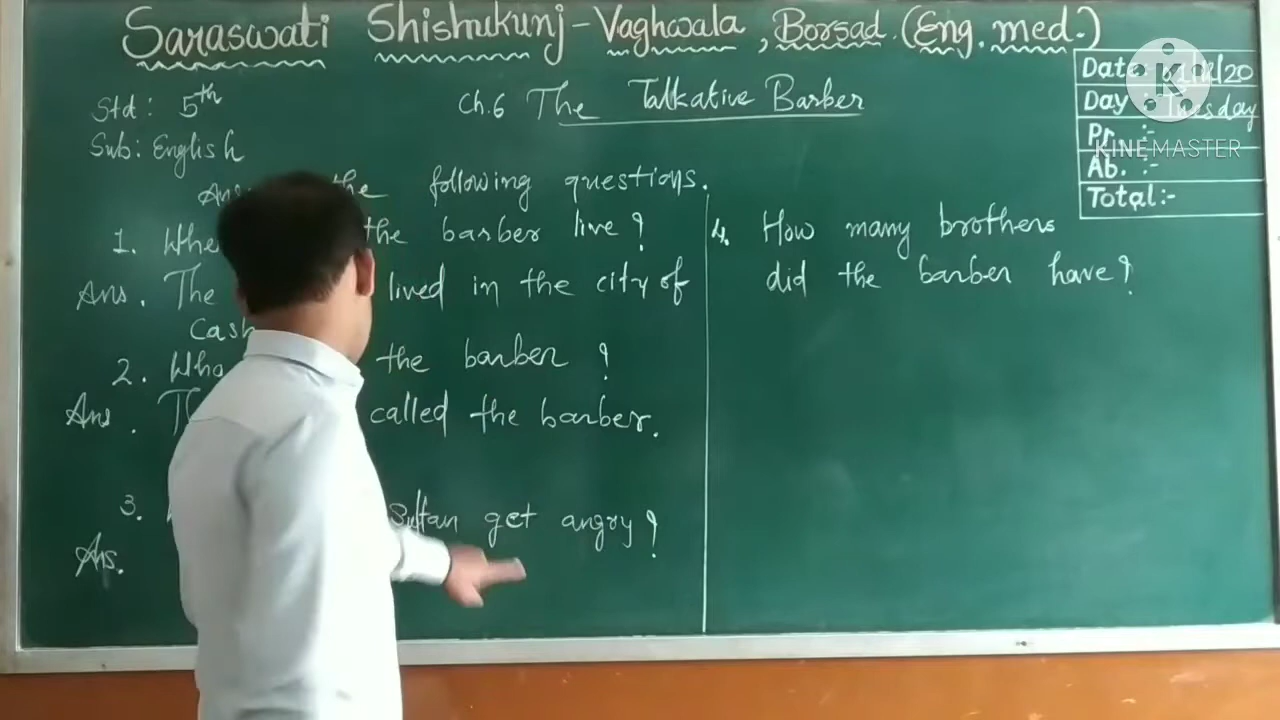 Saraswati Shishukunj - Vaghwala, Borsad. (Eng. med.)
Date
Day :- Tuesday
Pr. :-
Ab. :-
Total:-
KINEMASTER
Std : 5th
Sub: English
Ch.6 The Talkative Barber
the following questions.
1. the barber live?
Ans. The lived in the city of
2. the barber ?
Ans. called the barber.
3. Sultan get angry?
Ans.
4. How many brothers
did the barber have?